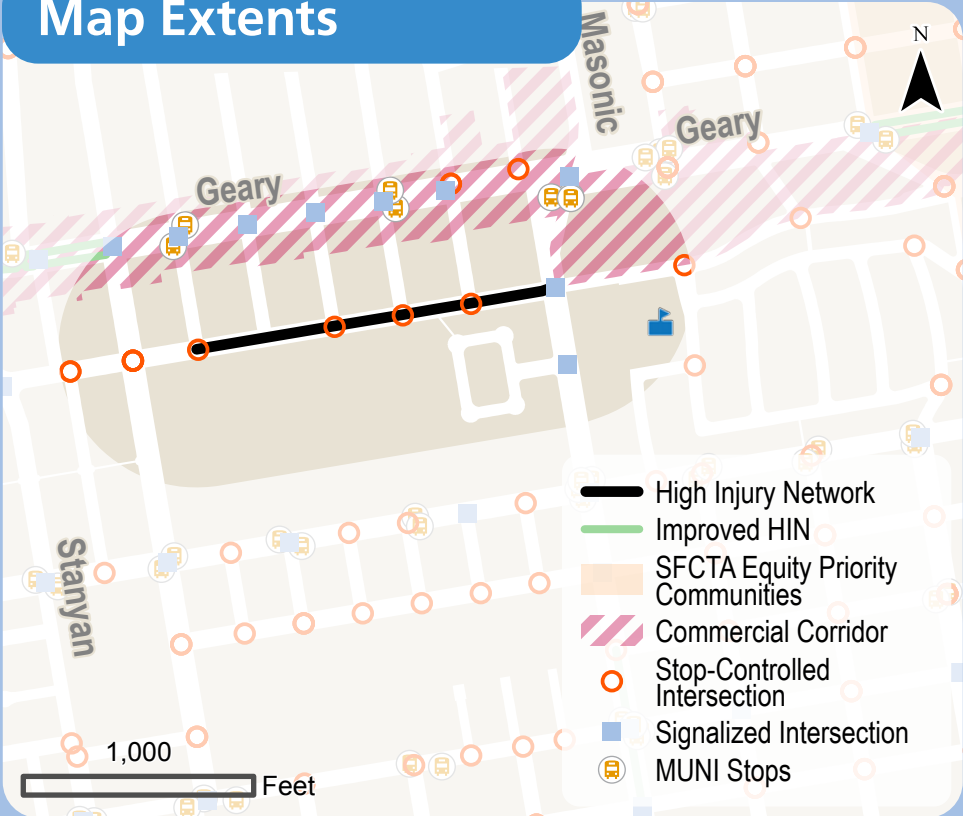 Map Extents
Masonic
N
Geary
Geary
Stanyan
High Injury Network
Improved HIN
SFCTA Equity Priority
Communities
Commercial Corridor
Stop-Controlled
Intersection
Signalized Intersection
MUNI Stops
1,000
Feet